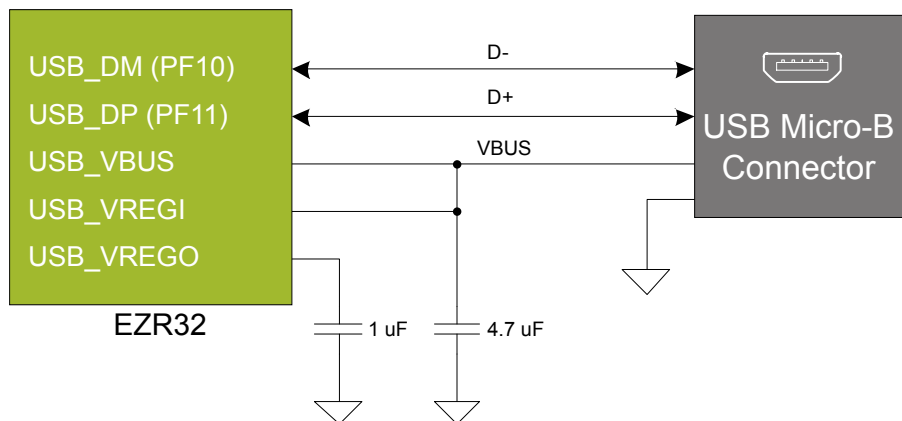 D-
USB_DM (PF10)
D+
USB_DP (PF11)
USB Micro-B
Connector
VBUS
USB_VBUS
USB_VREGI
USB_VREGO
EZR32
1 uF
4.7 uF